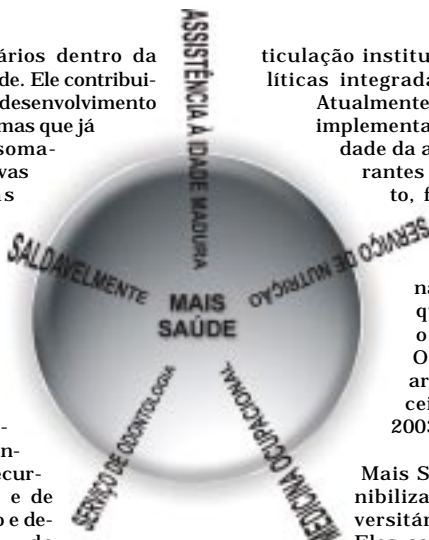 ários dentro da
de. Ele contribui-
desenvolvimento
mas que já
soma-
vas
s
-
n-
ecur-
e de
o e de-
ASSISTÊNCIA À IDADE MADURA
SALDAVELMENTE
SERVIÇO DE NUTRIÇÃO
MAIS
SAÚDE
SERVIÇO DE ODONTOLOGIA
MEDICINA OCUPACIONAL
ticulação institu
líticas integrada
Atualmente
implementa
dade da a
rantes
to, f
na
qu
o
O
ar
cei
2003
Mais S
nibiliza
versitár
Eles